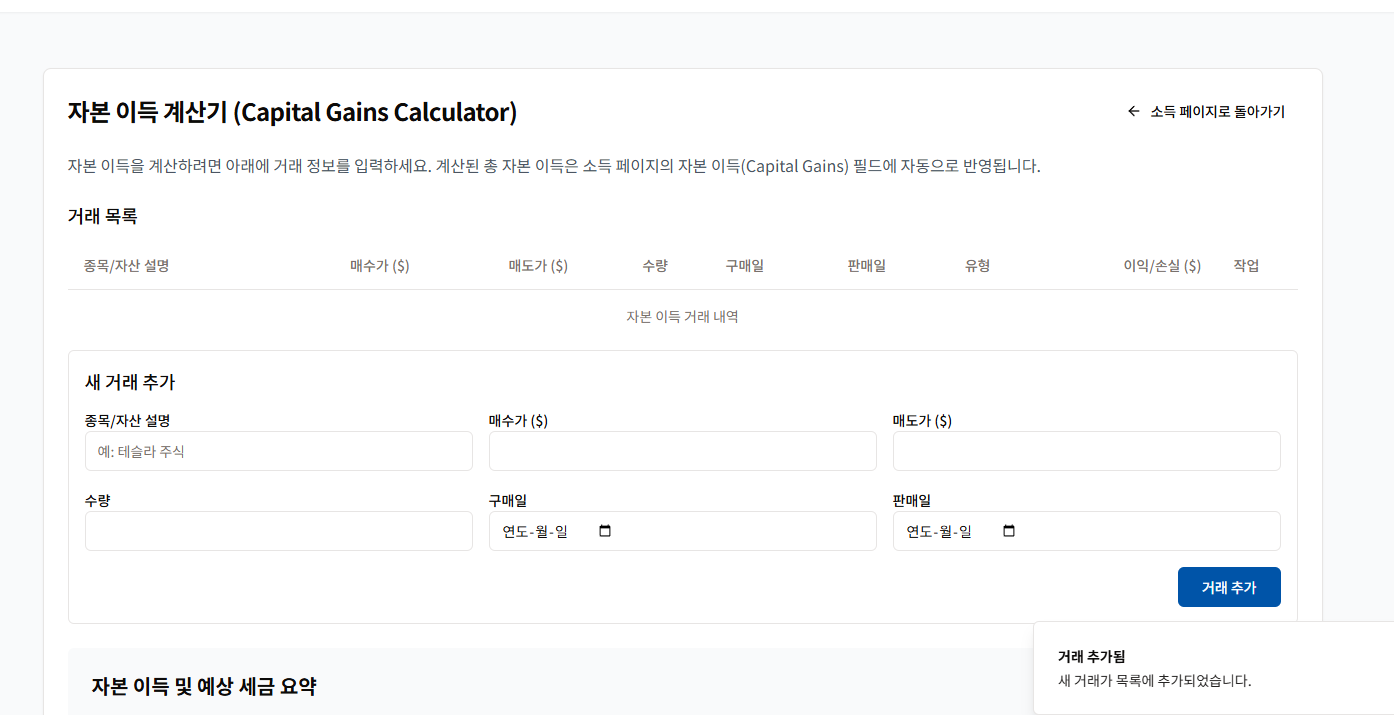 자본 이득 계산기 (Capital Gains Calculator)
← 소득 페이지로 돌아가기
자본 이득을 계산하려면 아래에 거래 정보를 입력하세요. 계산된 총 자본 이득은 소득 페이지의 자본 이득(Capital Gains) 필드에 자동으로 반영됩니다.
거래 목록
종목/자산 설명 매수가 ($) 매도가 ($) 수량 구매일 판매일 유형 이익/손실 ($) 작업
자본 이득 거래 내역
새 거래 추가
종목/자산 설명 매수가 ($) 매도가 ($)
예: 테슬라 주식
수량 구매일 판매일
연도-월-일 연도-월-일
거래 추가
거래 추가됨
새 거래가 목록에 추가되었습니다.
자본 이득 및 예상 세금 요약